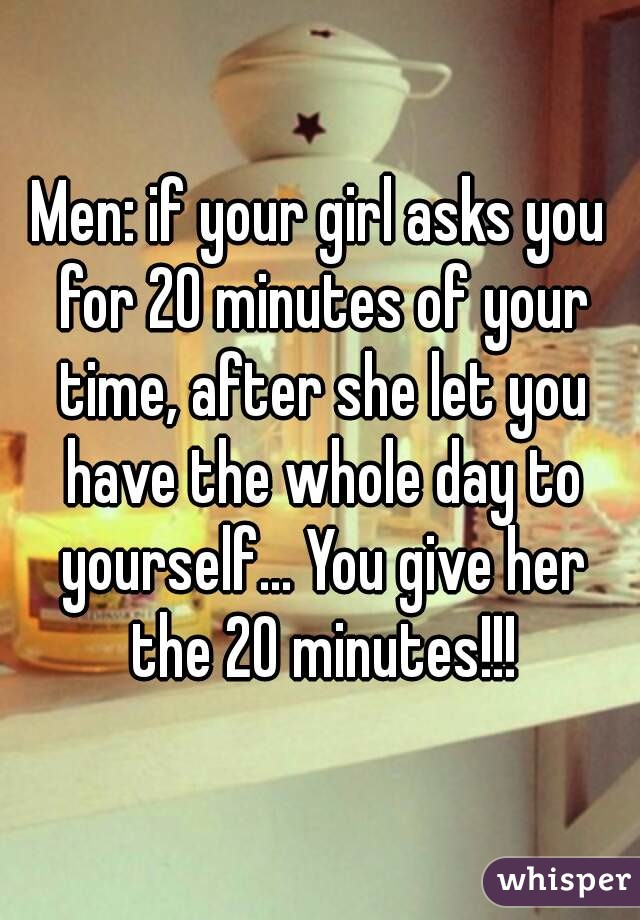 Men: if your girl asks you
for 20 minutes of your
time, after she let you
have the whole day to
yourself... You give her
the 20 minutes!!!
whisper